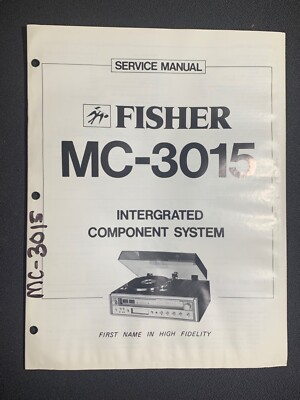 SERVICE MANUAL
FISHER
MC-3015
INTERGRATED
COMPONENT SYSTEM
FIRST NAME IN HIGH FIDELITY
MC-3015